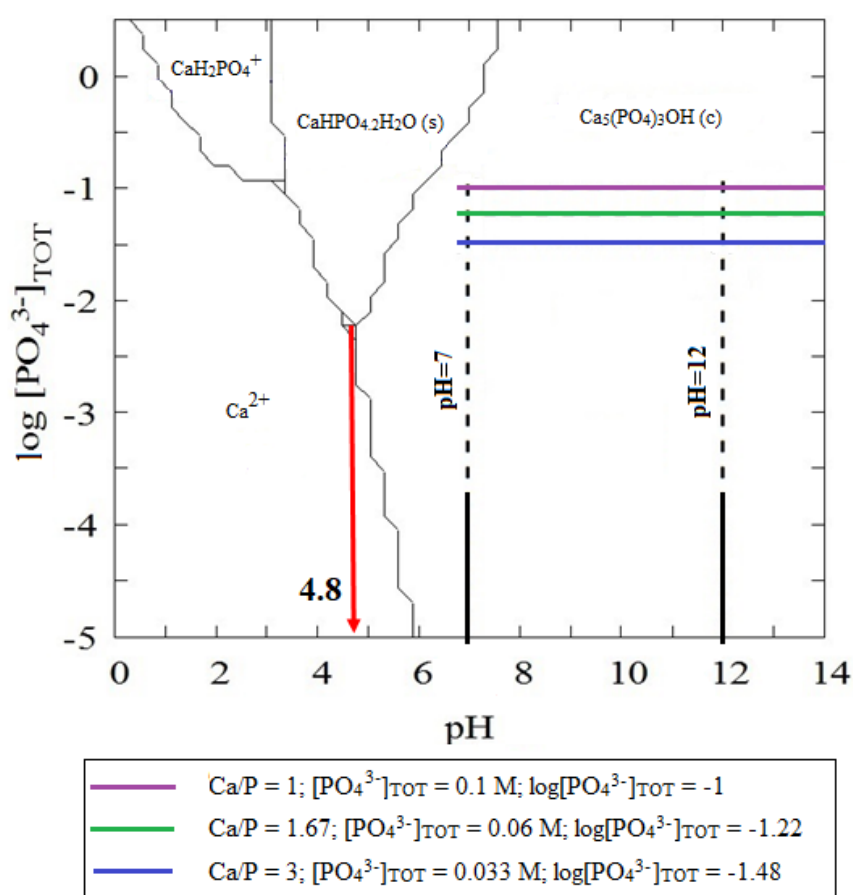 CaH₂PO₄⁺
CaHPO₄.₂H₂O (s)
Ca₅(PO₄)₃OH (c)
Ca²⁺
log [PO₄³⁻]TOT
0
-1
-2
-3
-4
-5
pH=7
pH=12
4.8
0 2 4 6 8 10 12 14
pH
Ca/P = 1; [PO₄³⁻]TOT = 0.1 M; log[PO₄³⁻]TOT = -1
Ca/P = 1.67; [PO₄³⁻]TOT = 0.06 M; log[PO₄³⁻]TOT = -1.22
Ca/P = 3; [PO₄³⁻]TOT = 0.033 M; log[PO₄³⁻]TOT = -1.48